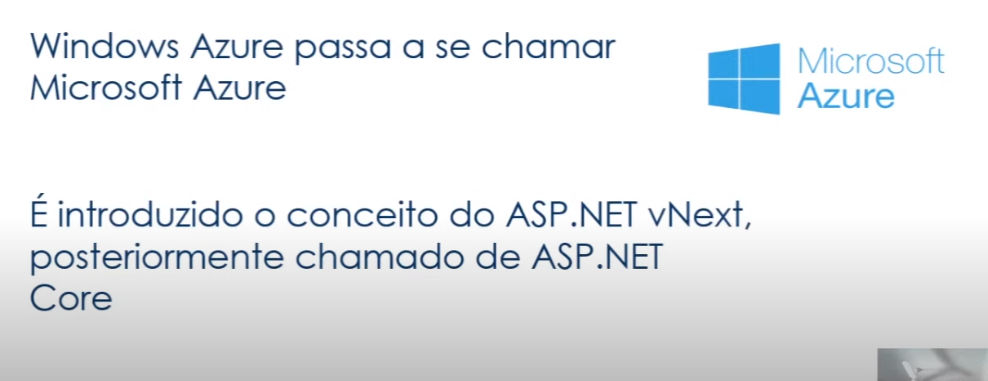 Windows Azure passa a se chamar
Microsoft Azure
Microsoft
Azure
É introduzido o conceito do ASP.NET vNext,
posteriormente chamado de ASP.NET
Core